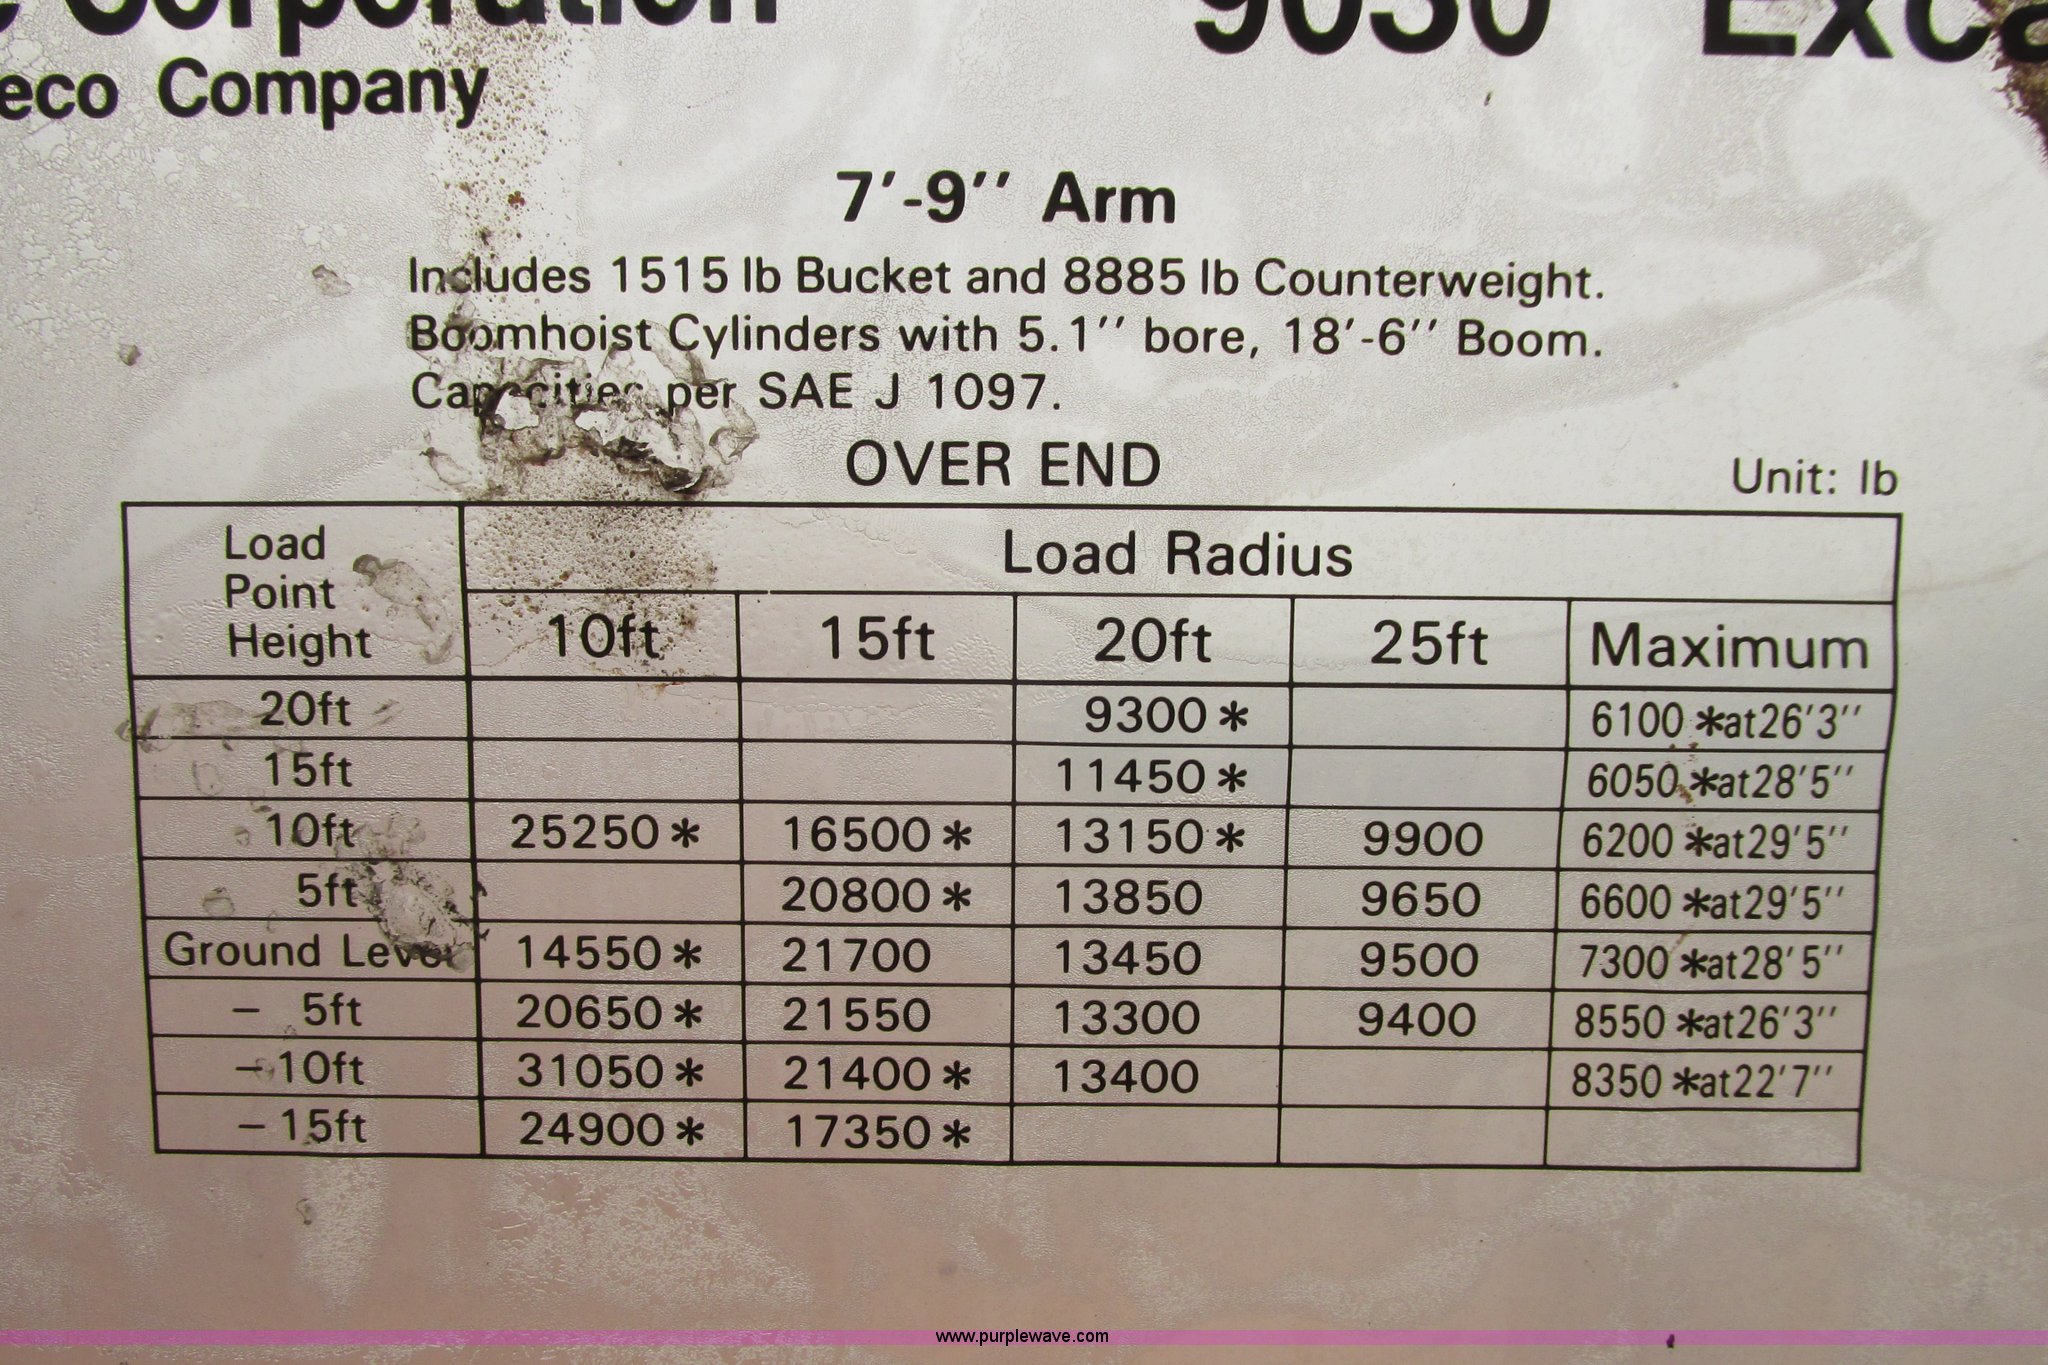 Corporation 9030 Exca
eco Company
7'-9'' Arm
Includes 1515 lb Bucket and 8885 lb Counterweight.
Boomhoist Cylinders with 5.1'' bore, 18'-6'' Boom.
Capacities per SAE J 1097.
OVER END
Unit: lb
Load Point Height Load Radius
10ft 15ft 20ft 25ft Maximum
20ft 9300* 6100*at26'3''
15ft 11450* 6050*at28'5''
10ft 25250* 16500* 13150* 9900 6200*at29'5''
5ft 20800* 13850 9650 6600*at29'5''
Ground Level 14550* 21700 13450 9500 7300*at28'5''
- 5ft 20650* 21550 13300 9400 8550*at26'3''
-10ft 31050* 21400* 13400 8350*at22'7''
-15ft 24900* 17350*
www.purplewave.com